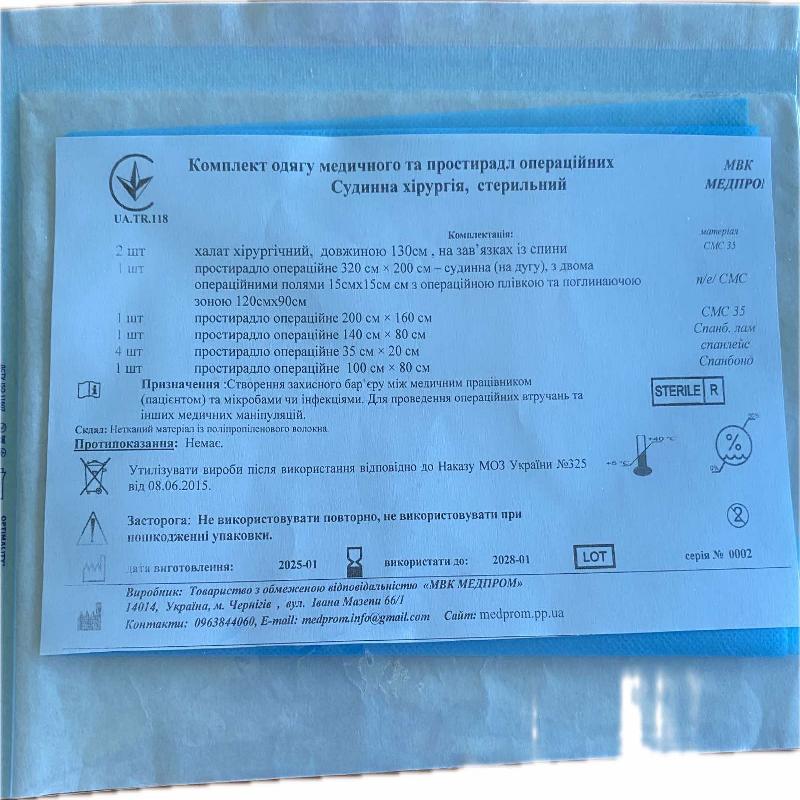 Комплект одягу медичного та простирадл операційних
Судинна хірургія, стерильний
МВК
МЕДПРО
UA.TR.118
Комплектація:
матеріал
2 шт халат хірургічний, довжиною 130см , на зав’язках із спини СМС 35
1 шт простирадло операційне 320 см × 200 см – судинна (на дугу), з двома
операційними полями 15смх15см см з операційною плівкою та поглинаючою п/е/ СМС
зоною 120смх90см
1 шт простирадло операційне 200 см × 160 см СМС 35
1 шт простирадло операційне 140 см × 80 см Спанб. лам
4 шт простирадло операційне 35 см × 20 см спанлейс
1 шт простирадло операційне 100 см × 80 см Спанбонд
Призначення :Створення захисного бар’єру між медичним працівником
(пацієнтом) та мікробами чи інфекціями. Для проведення операційних втручань та
інших медичних маніпуляцій.
STERILE R
Склад: Нетканий матеріал із поліпропіленового волокна.
Протипоказання: Немає.
+40 °C
+5 °C
%
Утилізувати вироби після використання відповідно до Наказу МОЗ України №325
від 08.06.2015.
Засторога: Не використовувати повторно, не використовувати при
пошкодженні упаковки.
2
дата виготовлення: 2025-01 використати до: 2028-01 LOT серія № 0002
Виробник: Товариство з обмеженою відповідальністю «МВК МЕДПРОМ»
14014, Україна, м. Чернігів , вул. Івана Мазепи 66/1
Контакти: 0963844060, E-mail: medprom.info@gmail.com Сайт: medprom.pp.ua
OPTIMALITY